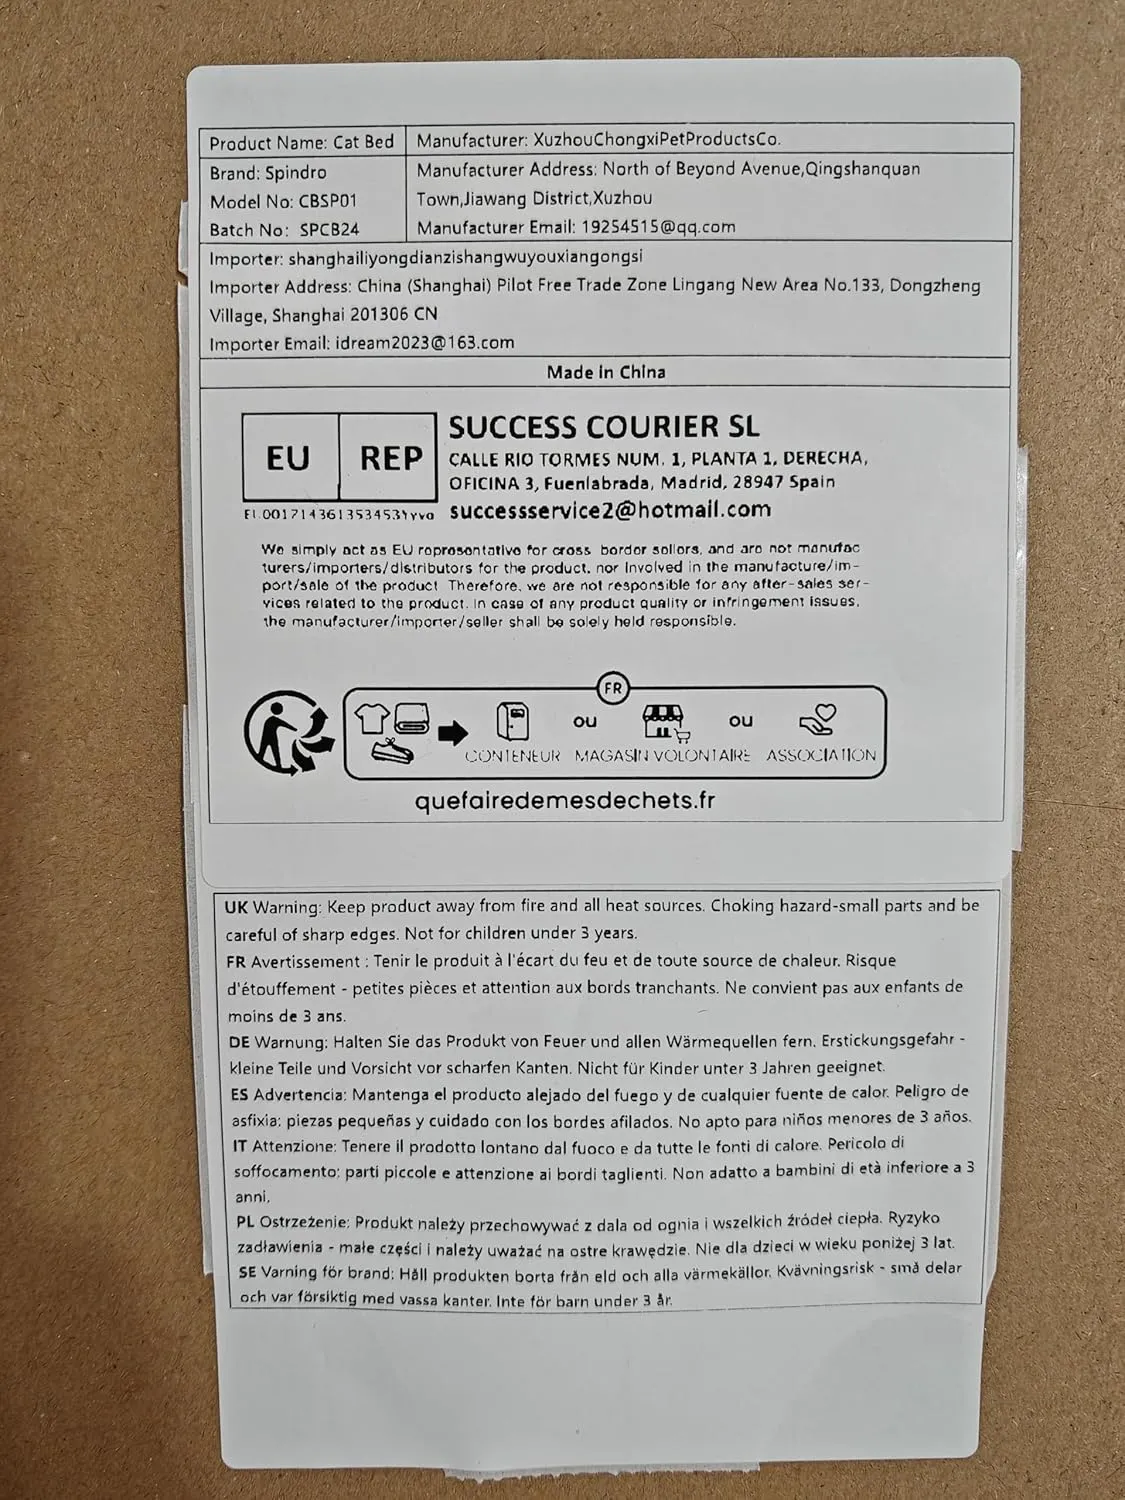 Product Name: Cat Bed
Manufacturer: XuzhouChongxiPetProductsCo.
Brand: Spindro
Model No: CBSP01
Batch No: SPCB24
Manufacturer Address: North of Beyond Avenue,Qingshanquan
Town,Jiawang District,Xuzhou
Manufacturer Email: 19254515@qq.com
Importer: shanghailiyongdianzishangwuyouxiangongsi
Importer Address: China (Shanghai) Pilot Free Trade Zone Lingang New Area No.133, Dongzheng
Village, Shanghai 201306 CN
Importer Email: idream2023@163.com
Made in China
EU REP
SUCCESS COURIER SL
CALLE RIO TORMES NUM. 1, PLANTA 1, DERECHA,
OFICINA 3, Fuenlabrada, Madrid, 28947 Spain
successservice2@hotmail.com
We simply act as EU representative for cross border sellers, and are not manufac
turers/importers/distributors for the product, nor involved in the manufacture/im-
port/sale of the product Therefore, we are not responsible for any after-sales ser-
vices related to the product. In case of any product quality or infringement issues,
the manufacturer/importer/seller shall be solely held responsible.
FR
ou ou
CONTENEUR MAGASIN VOLONTAIRE ASSOCIATION
quefairedemesdechets.fr
UK Warning: Keep product away from fire and all heat sources. Choking hazard-small parts and be
careful of sharp edges. Not for children under 3 years.
FR Avertissement : Tenir le produit à l'écart du feu et de toute source de chaleur. Risque
d'étouffement - petites pièces et attention aux bords tranchants. Ne convient pas aux enfants de
moins de 3 ans.
DE Warnung: Halten Sie das Produkt von Feuer und allen Wärmequellen fern. Erstickungsgefahr -
kleine Teile und Vorsicht vor scharfen Kanten. Nicht für Kinder unter 3 Jahren geeignet.
ES Advertencia: Mantenga el producto alejado del fuego y de cualquier fuente de calor. Peligro de
asfixia: piezas pequeñas y cuidado con los bordes afilados. No apto para niños menores de 3 años.
IT Attenzione: Tenere il prodotto lontano dal fuoco e da tutte le fonti di calore. Pericolo di
soffocamento: parti piccole e attenzione ai bordi taglienti. Non adatto a bambini di età inferiore a 3
anni.
PL Ostrzeżenie: Produkt należy przechowywać z dala od ognia i wszelkich źródeł ciepła. Ryzyko
zadławienia - małe części i należy uważać na ostre krawędzie. Nie dla dzieci w wieku poniżej 3 lat.
SE Varning för brand: Håll produkten borta från eld och alla värmekällor. Kvävningsrisk - små delar
och var försiktig med vassa kanter. Inte för barn under 3 år.